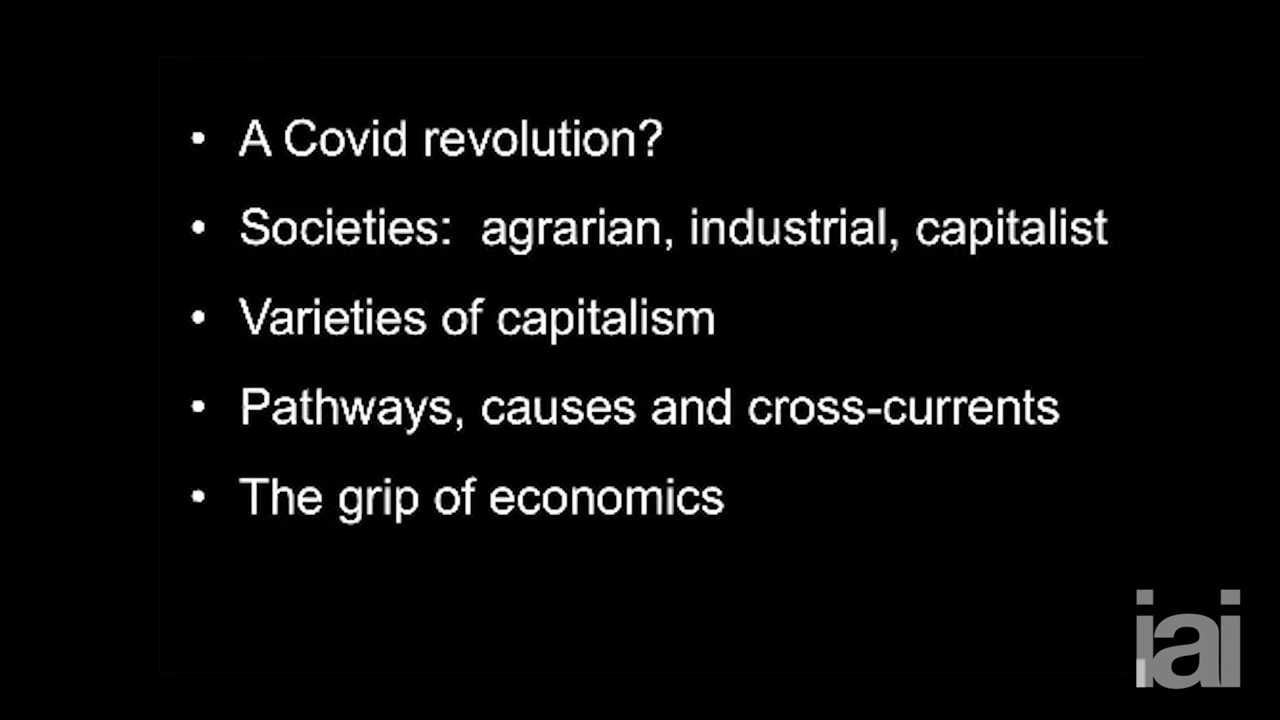 • A Covid revolution?
• Societies: agrarian, industrial, capitalist
• Varieties of capitalism
• Pathways, causes and cross-currents
• The grip of economics
iai